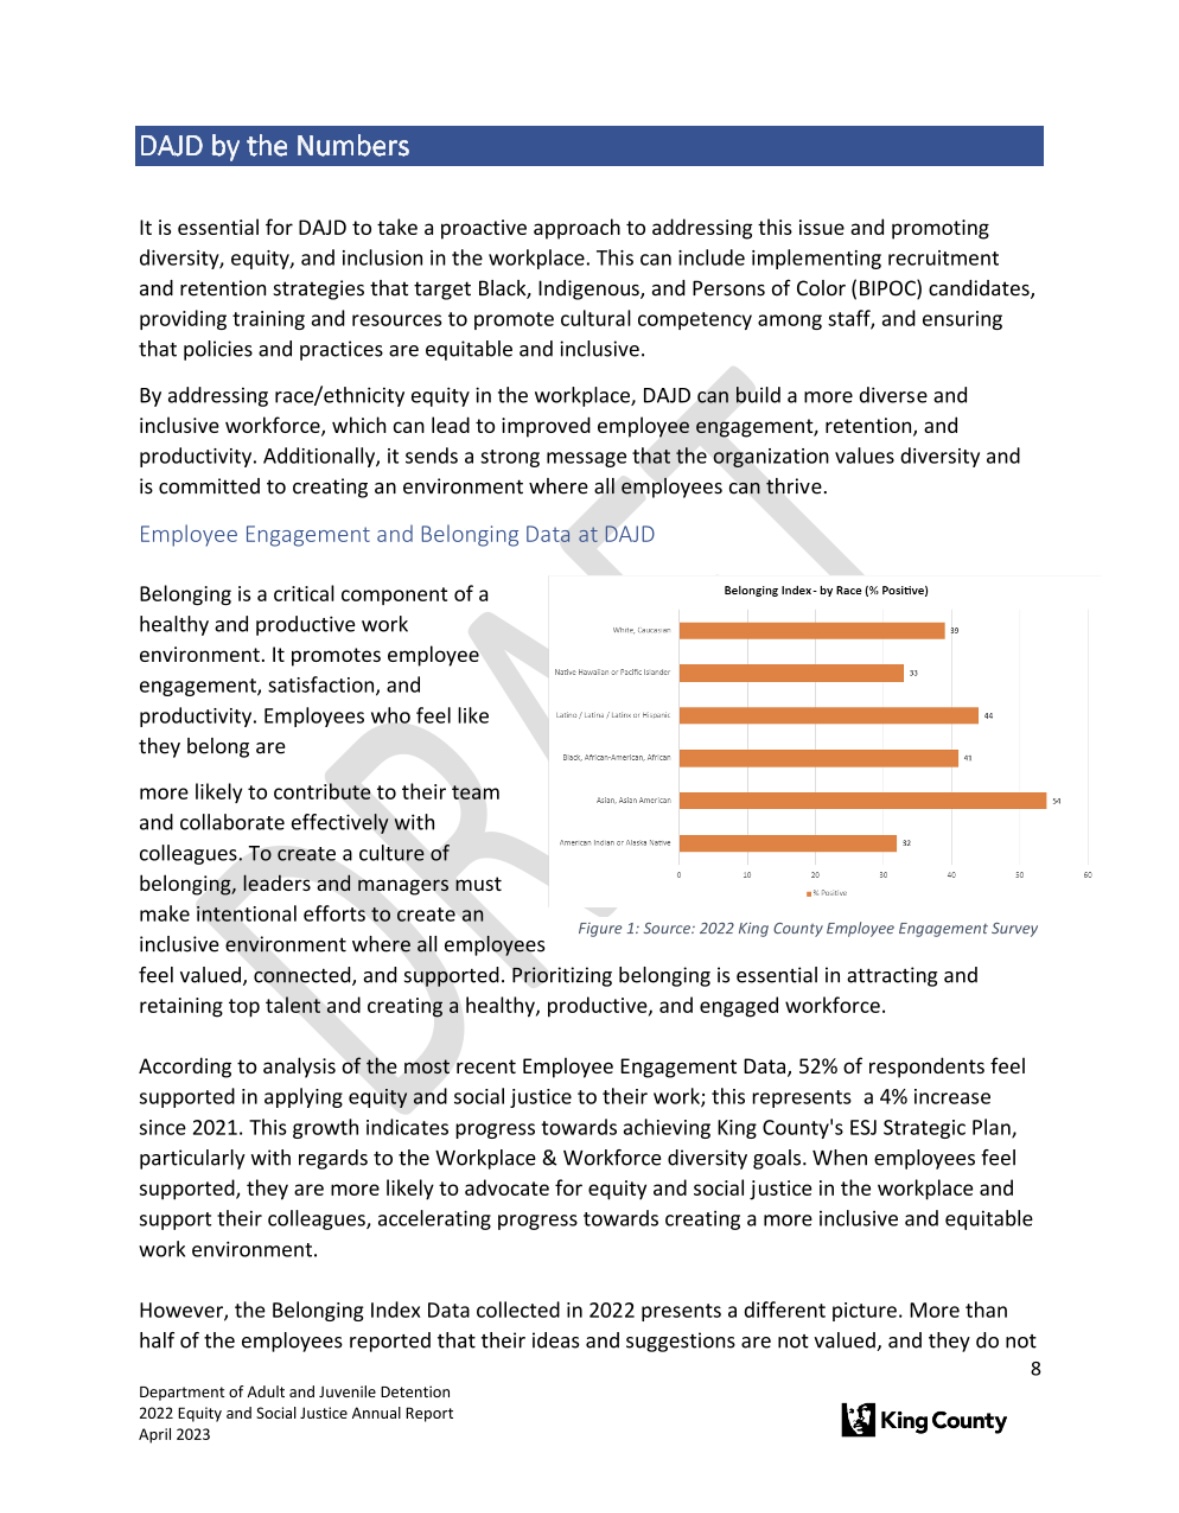 DAJD by the Numbers
It is essential for DAJD to take a proactive approach to addressing this issue and promoting
diversity, equity, and inclusion in the workplace. This can include implementing recruitment
and retention strategies that target Black, Indigenous, and Persons of Color (BIPOC) candidates,
providing training and resources to promote cultural competency among staff, and ensuring
that policies and practices are equitable and inclusive.
By addressing race/ethnicity equity in the workplace, DAJD can build a more diverse and
inclusive workforce, which can lead to improved employee engagement, retention, and
productivity. Additionally, it sends a strong message that the organization values diversity and
is committed to creating an environment where all employees can thrive.
Employee Engagement and Belonging Data at DAJD
Belonging is a critical component of a
healthy and productive work
environment. It promotes employee
engagement, satisfaction, and
productivity. Employees who feel like
they belong are
more likely to contribute to their team
and collaborate effectively with
colleagues. To create a culture of
belonging, leaders and managers must
make intentional efforts to create an
inclusive environment where all employees
feel valued, connected, and supported. Prioritizing belonging is essential in attracting and
retaining top talent and creating a healthy, productive, and engaged workforce.
Belonging Index - by Race (% Positive)
White, Caucasian 39
Native Hawaiian or Pacific Islander 33
Latino / Latina / Latinx or Hispanic 44
Black, African-American, African 41
Asian, Asian American 54
American Indian or Alaska Native 32
0 10 20 30 40 50 60
% Positive
Figure 1: Source: 2022 King County Employee Engagement Survey
According to analysis of the most recent Employee Engagement Data, 52% of respondents feel
supported in applying equity and social justice to their work; this represents  a 4% increase
since 2021. This growth indicates progress towards achieving King County's ESJ Strategic Plan,
particularly with regards to the Workplace & Workforce diversity goals. When employees feel
supported, they are more likely to advocate for equity and social justice in the workplace and
support their colleagues, accelerating progress towards creating a more inclusive and equitable
work environment.
However, the Belonging Index Data collected in 2022 presents a different picture. More than
half of the employees reported that their ideas and suggestions are not valued, and they do not
8
Department of Adult and Juvenile Detention
2022 Equity and Social Justice Annual Report
April 2023
King County
DRAFT